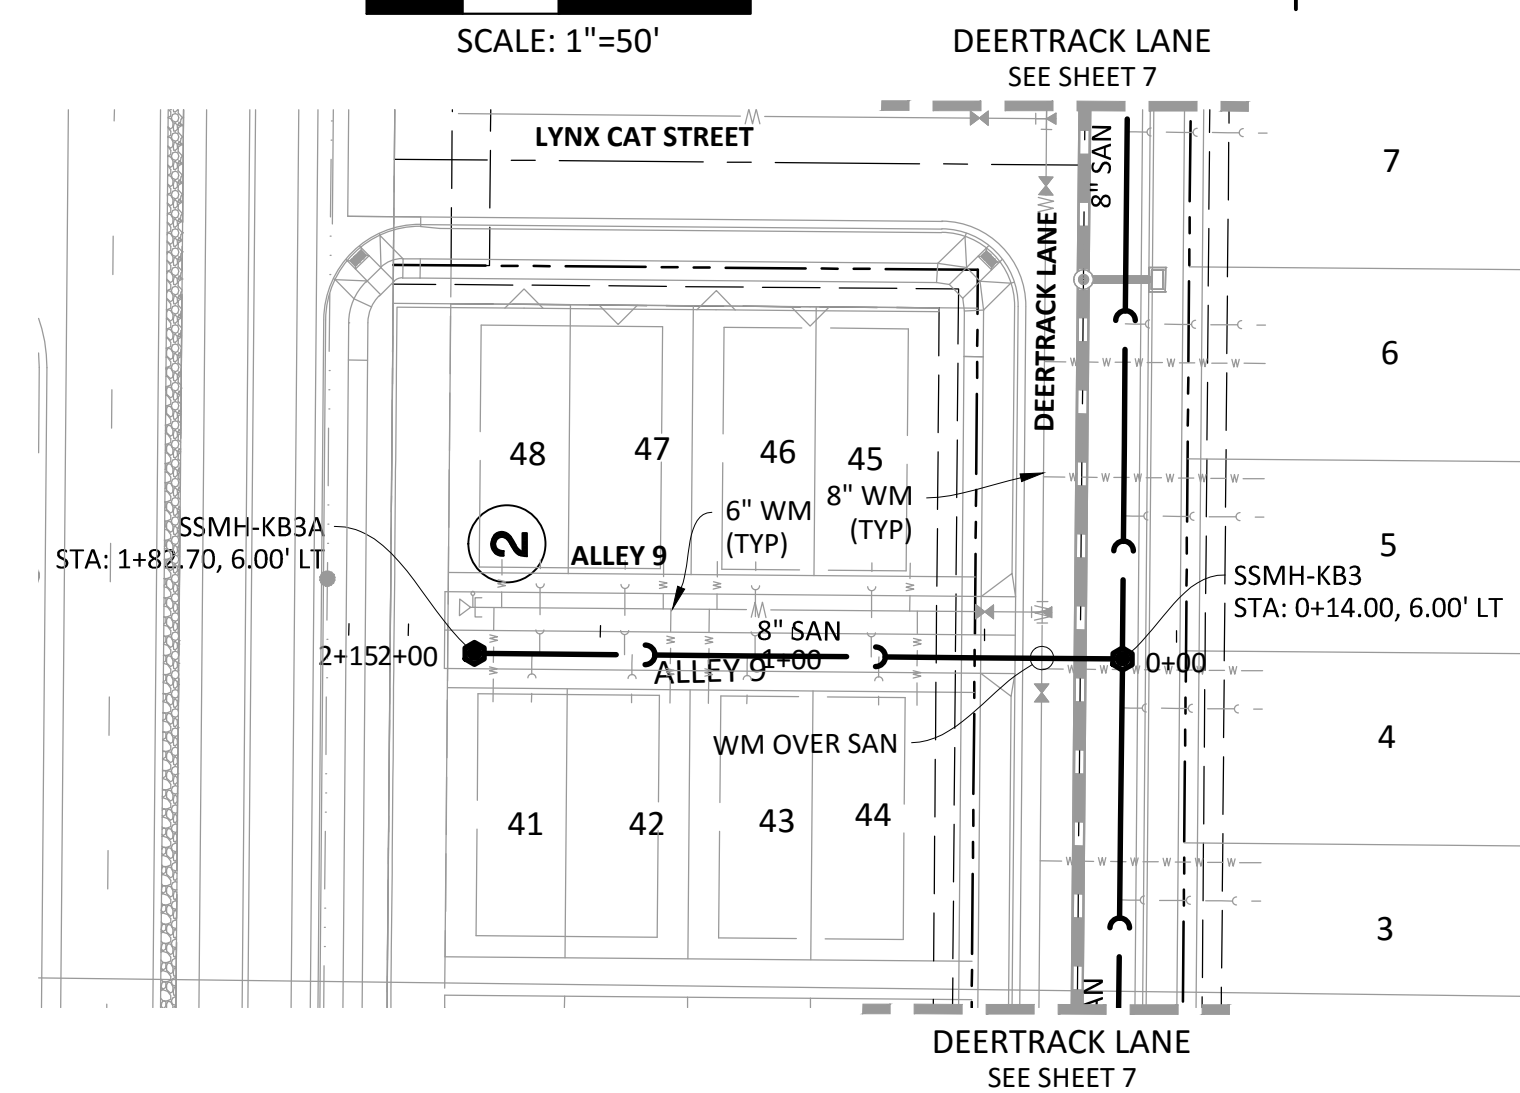 SCALE: 1"=50'
DEERTRACK LANE
SEE SHEET 7
LYNX CAT STREET
8" SAN
7
DEERTRACK LANE
6
48
47
46
45
8" WM
(TYP)
6" WM
(TYP)
SSMH-KB3A
STA: 1+82.70, 6.00' LT
2
ALLEY 9
5
SSMH-KB3
STA: 0+14.00, 6.00' LT
8" SAN
2+15
2+00
1+00
0+00
ALLEY 9
WM OVER SAN
4
41
42
43
44
3
AN
DEERTRACK LANE
SEE SHEET 7
W W W W W W
W W W W W W
W W W W W
W W W W W W